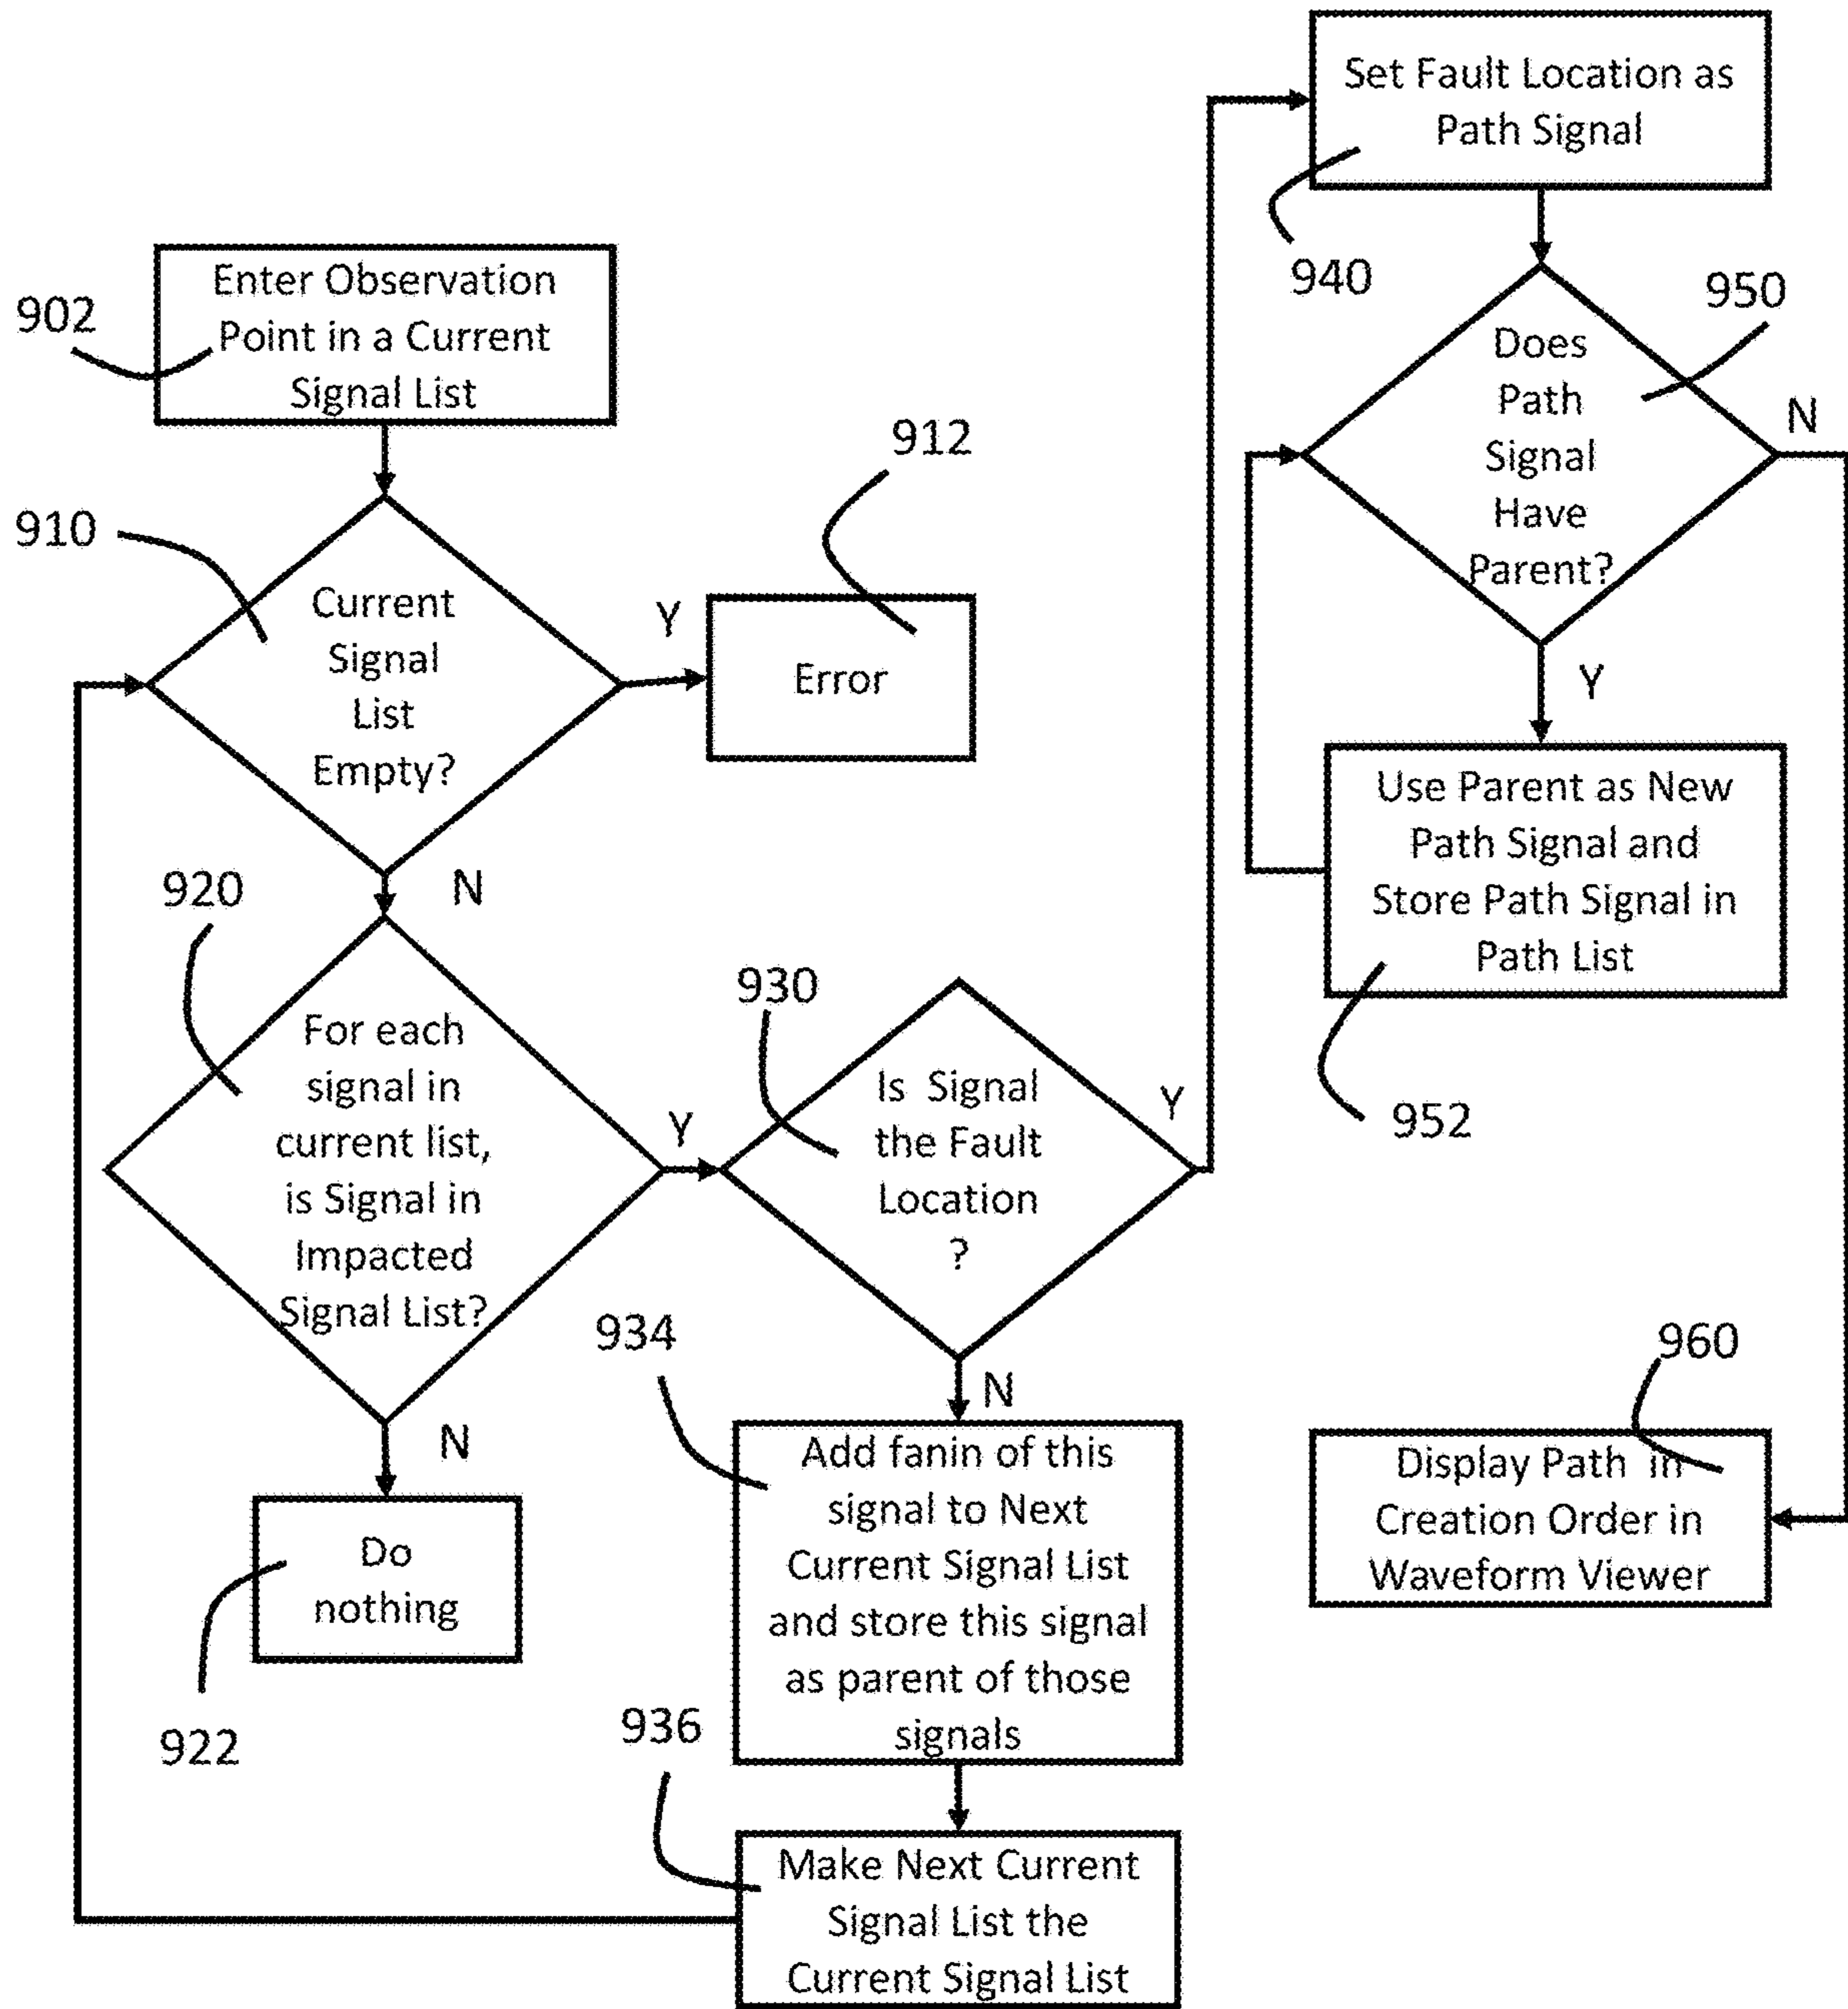 902
Enter Observation
Point in a Current
Signal List
910
Current
Signal
List
Empty?
Y
912
Error
N
920
For each
signal in
current list,
is Signal in
Impacted
Signal List?
N
922
Do
nothing
Y
930
Is Signal
the Fault
Location
?
Y
N
934
Add fanin of this
signal to Next
Current Signal List
and store this signal
as parent of those
signals
936
Make Next Current
Signal List the
Current Signal List
Set Fault Location as
Path Signal
940
950
Does
Path
Signal
Have
Parent?
N
Y
Use Parent as New
Path Signal and
Store Path Signal in
Path List
952
960
Display Path in
Creation Order in
Waveform Viewer